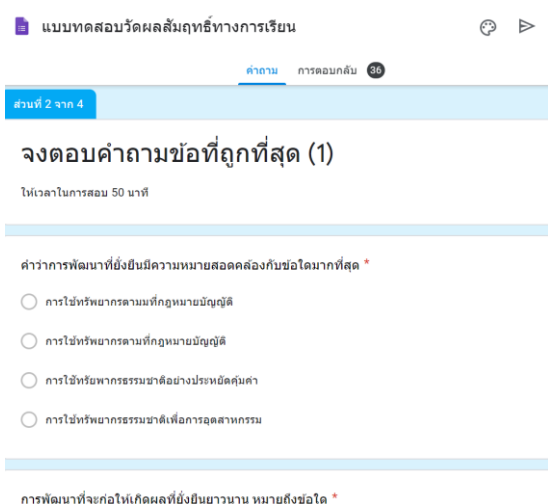 แบบทดสอบวัดผลสัมฤทธิ์ทางการเรียน
คำถาม การตอบกลับ 36
ส่วนที่ 2 จาก 4
จงตอบคำถามข้อที่ถูกที่สุด (1)
ให้เวลาในการสอบ 50 นาที
คำว่าการพัฒนาที่ยั่งยืนมีความหมายสอดคล้องกับข้อใดมากที่สุด *
การใช้ทรัพยากรตามมที่กฎหมายบัญญัติ
การใช้ทรัพยากรตามที่กฎหมายบัญญัติ
การใช้ทรัยพากรธรรมชาติอย่างประหยัดคุ้มค่า
การใช้ทรัพยากรธรรมชาติเพื่อการอุตสาหกรรม
การพัฒนาที่จะก่อให้เกิดผลที่ยั่งยืนยาวนาน หมายถึงข้อใด *